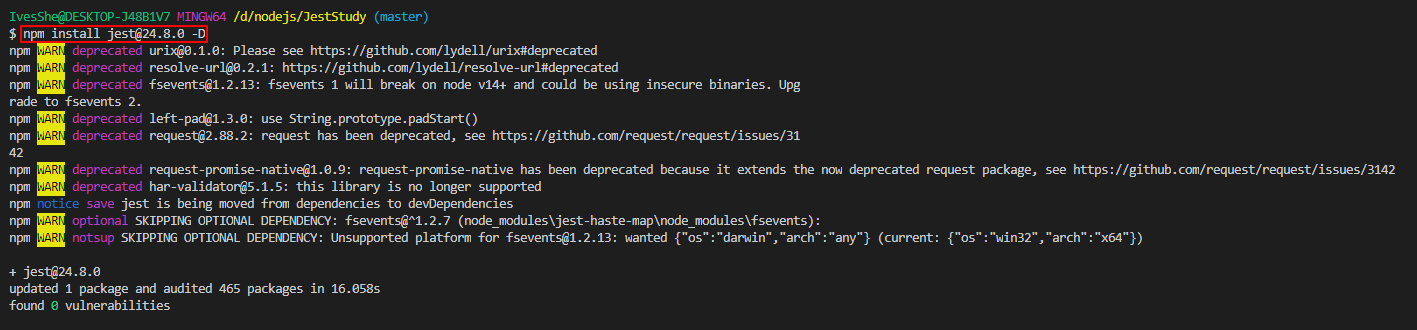 IvesShe@DESKTOP-J48B1V7 MINGW64 /d/nodejs/JestStudy (master)
$ npm install jest@24.8.0 -D
npm WARN deprecated urix@0.1.0: Please see https://github.com/lydell/urix#deprecated
npm WARN deprecated resolve-url@0.2.1: https://github.com/lydell/resolve-url#deprecated
npm WARN deprecated fsevents@1.2.13: fsevents 1 will break on node v14+ and could be using insecure binaries. Upg
rade to fsevents 2.
npm WARN deprecated left-pad@1.3.0: use String.prototype.padStart()
npm WARN deprecated request@2.88.2: request has been deprecated, see https://github.com/request/request/issues/31
42
npm WARN deprecated request-promise-native@1.0.9: request-promise-native has been deprecated because it extends the now deprecated request package, see https://github.com/request/request/issues/3142
npm WARN deprecated har-validator@5.1.5: this library is no longer supported
npm notice save jest is being moved from dependencies to devDependencies
npm WARN optional SKIPPING OPTIONAL DEPENDENCY: fsevents@^1.2.7 (node_modules\jest-haste-map\node_modules\fsevents):
npm WARN notsup SKIPPING OPTIONAL DEPENDENCY: Unsupported platform for fsevents@1.2.13: wanted {"os":"darwin","arch":"any"} (current: {"os":"win32","arch":"x64"})
+ jest@24.8.0
updated 1 package and audited 465 packages in 16.058s
found 0 vulnerabilities